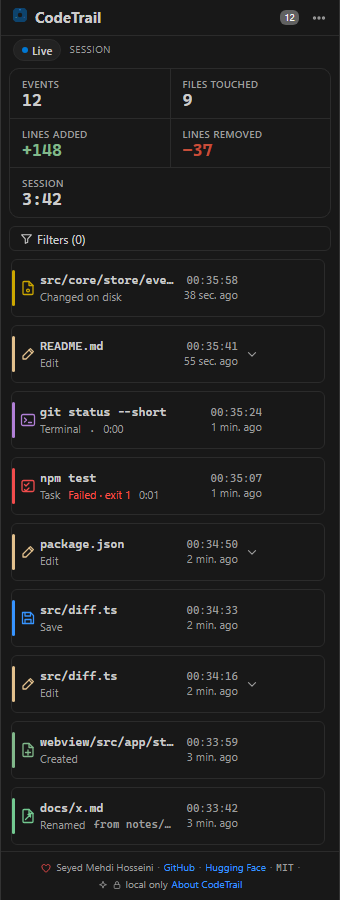 CodeTrail 12 •••
Live SESSION
EVENTS FILES TOUCHED
12 9
LINES ADDED LINES REMOVED
+148 −37
SESSION
3:42
Filters (0)
src/core/store/eve… 00:35:58
Changed on disk 38 sec. ago
README.md 00:35:41
Edit 55 sec. ago
git status --short 00:35:24
Terminal · 0:00 1 min. ago
npm test 00:35:07
Task Failed · exit 1 0:01 1 min. ago
package.json 00:34:50
Edit 2 min. ago
src/diff.ts 00:34:33
Save 2 min. ago
src/diff.ts 00:34:16
Edit 2 min. ago
webview/src/app/st… 00:33:59
Created 3 min. ago
docs/x.md 00:33:42
Renamed from notes/… 3 min. ago
Seyed Mehdi Hosseini · GitHub · Hugging Face · MIT ·
local only About CodeTrail